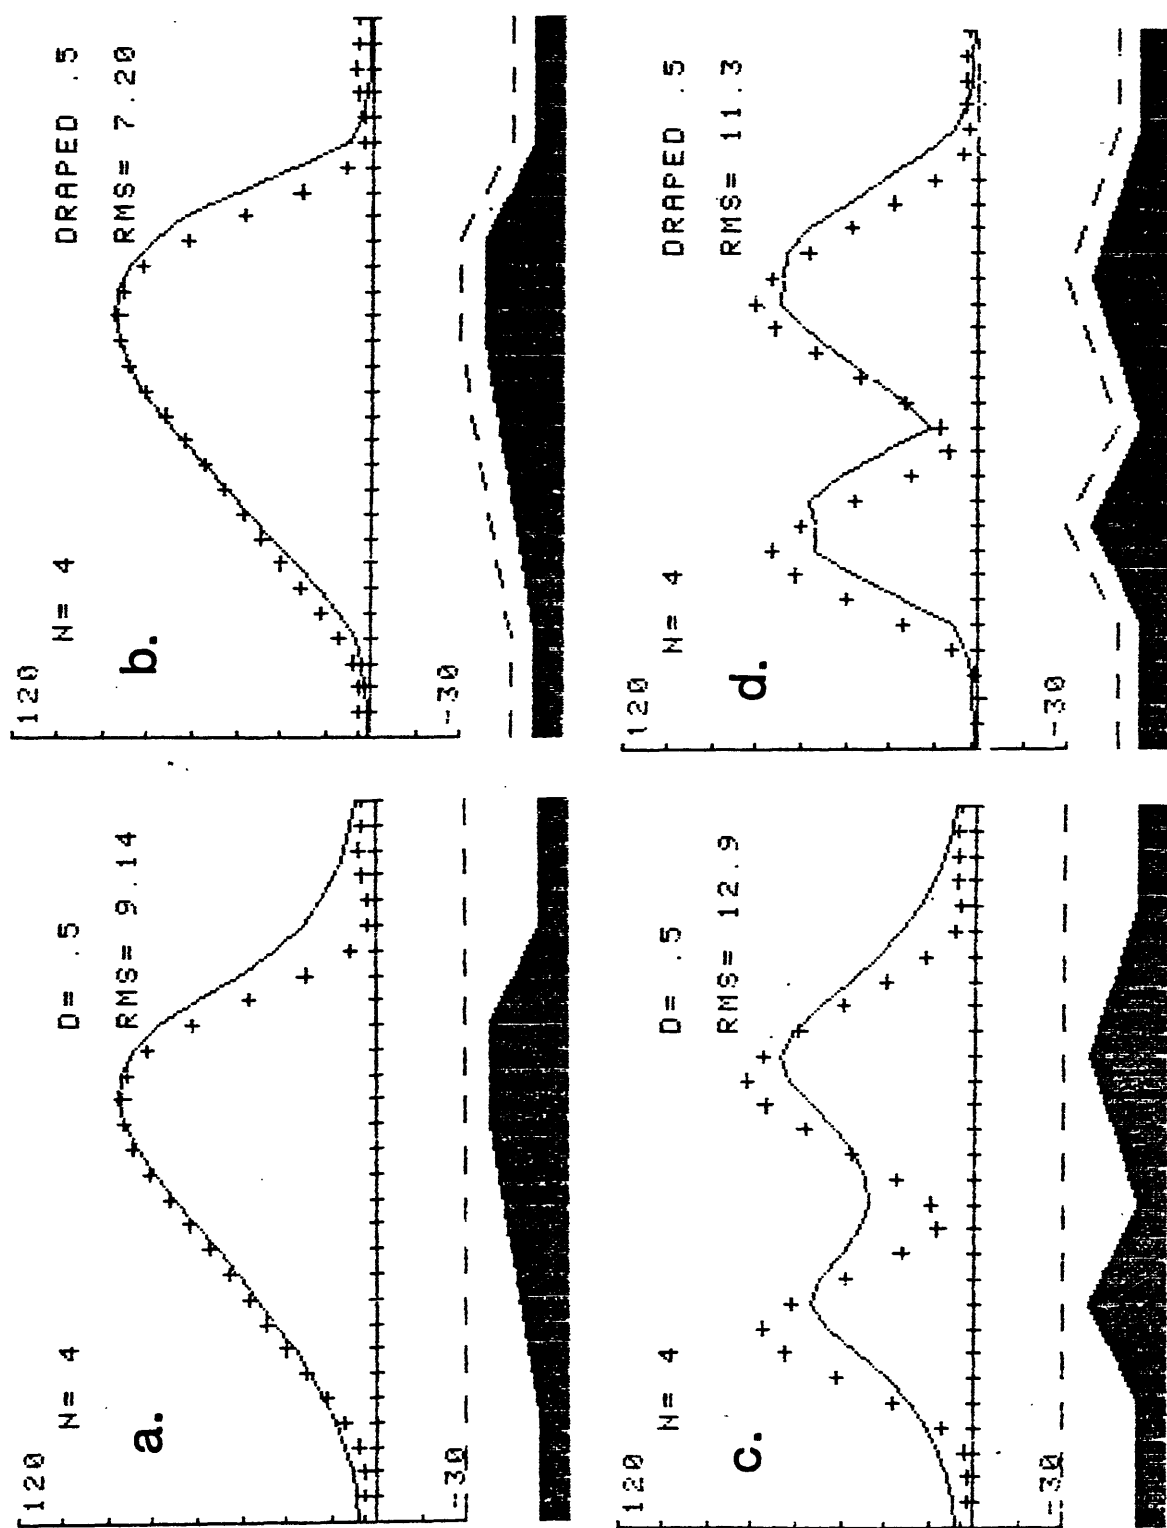 120
N= 4
D= .5
RMS= 9.14
a.
-30
120
N= 4
DRAPED .5
RMS= 7.20
b.
-30
120
N= 4
D= .5
RMS= 12.9
c.
-30
120
N= 4
DRAPED .5
RMS= 11.3
d.
-30